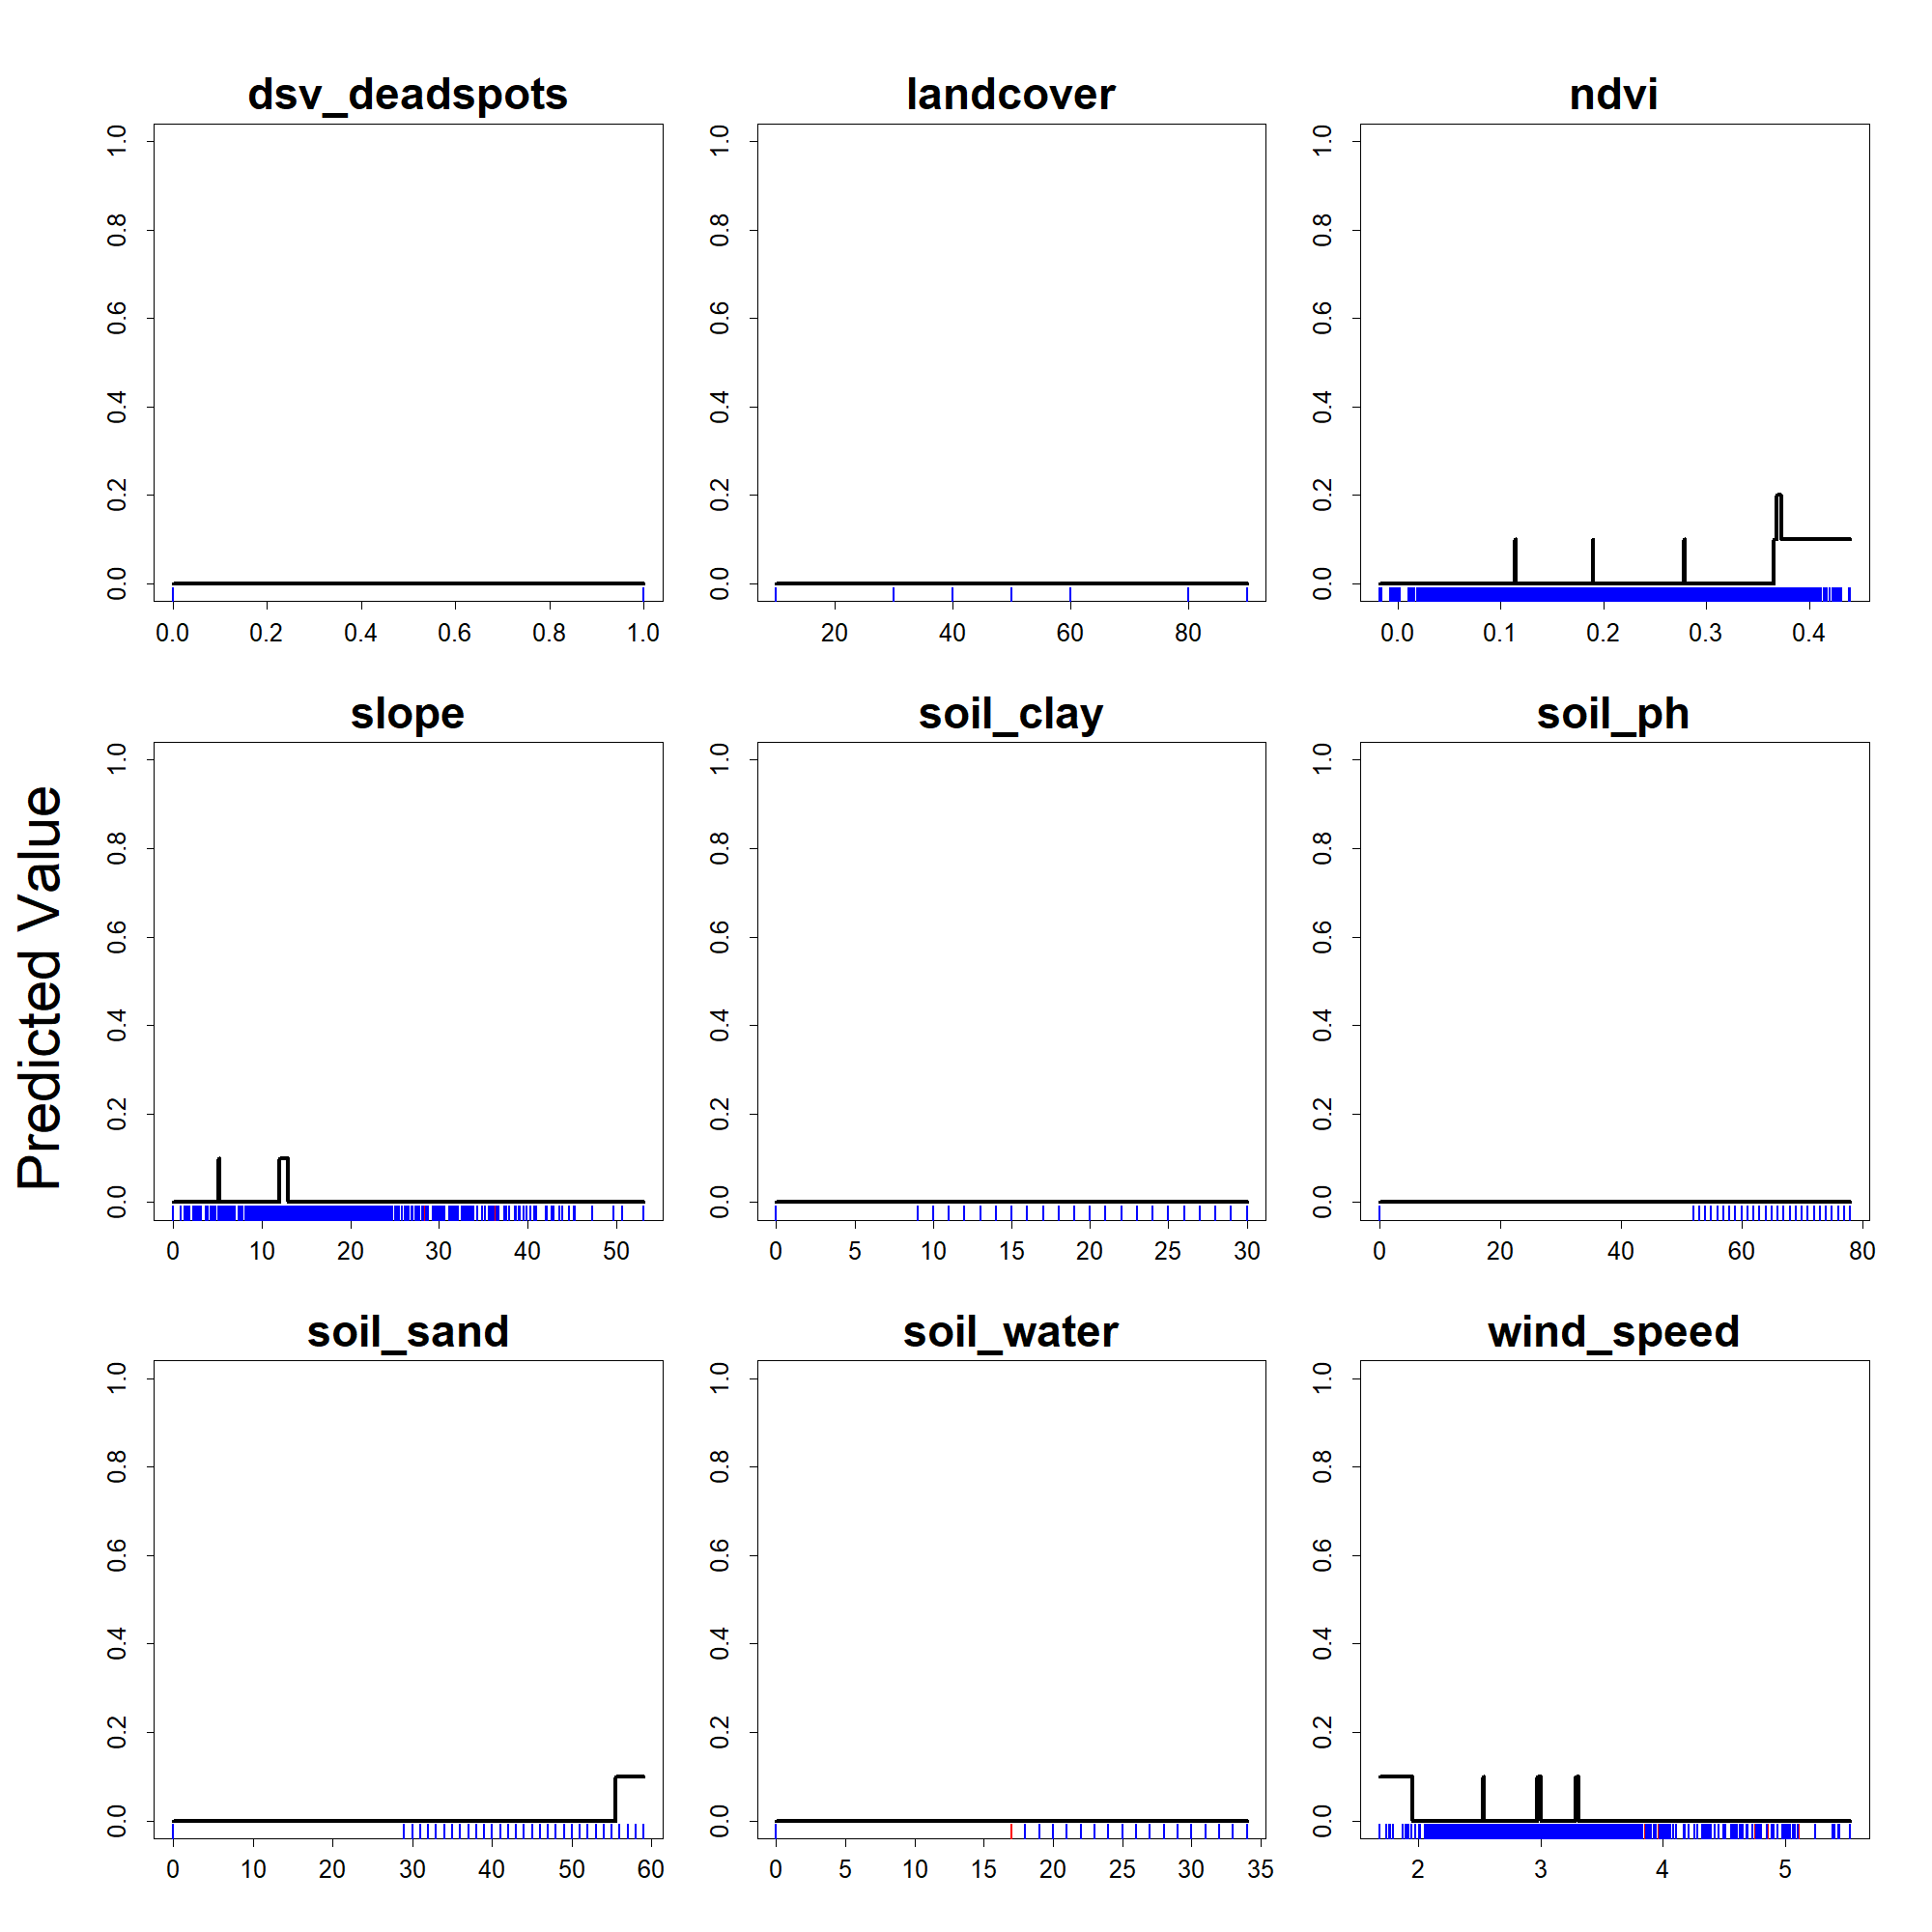 dsv_deadspots landcover ndvi
1.0 1.0 1.0
0.8 0.8 0.8
0.6 0.6 0.6
0.4 0.4 0.4
0.2 0.2 0.2
0.0 0.0 0.0
0.0 0.2 0.4 0.6 0.8 1.0 20 40 60 80 0.0 0.1 0.2 0.3 0.4
Predicted Value
slope soil_clay soil_ph
1.0 1.0 1.0
0.8 0.8 0.8
0.6 0.6 0.6
0.4 0.4 0.4
0.2 0.2 0.2
0.0 0.0 0.0
0 10 20 30 40 50 0 5 10 15 20 25 30 0 20 40 60 80
soil_sand soil_water wind_speed
1.0 1.0 1.0
0.8 0.8 0.8
0.6 0.6 0.6
0.4 0.4 0.4
0.2 0.2 0.2
0.0 0.0 0.0
0 10 20 30 40 50 60 0 5 10 15 20 25 30 35 2 3 4 5